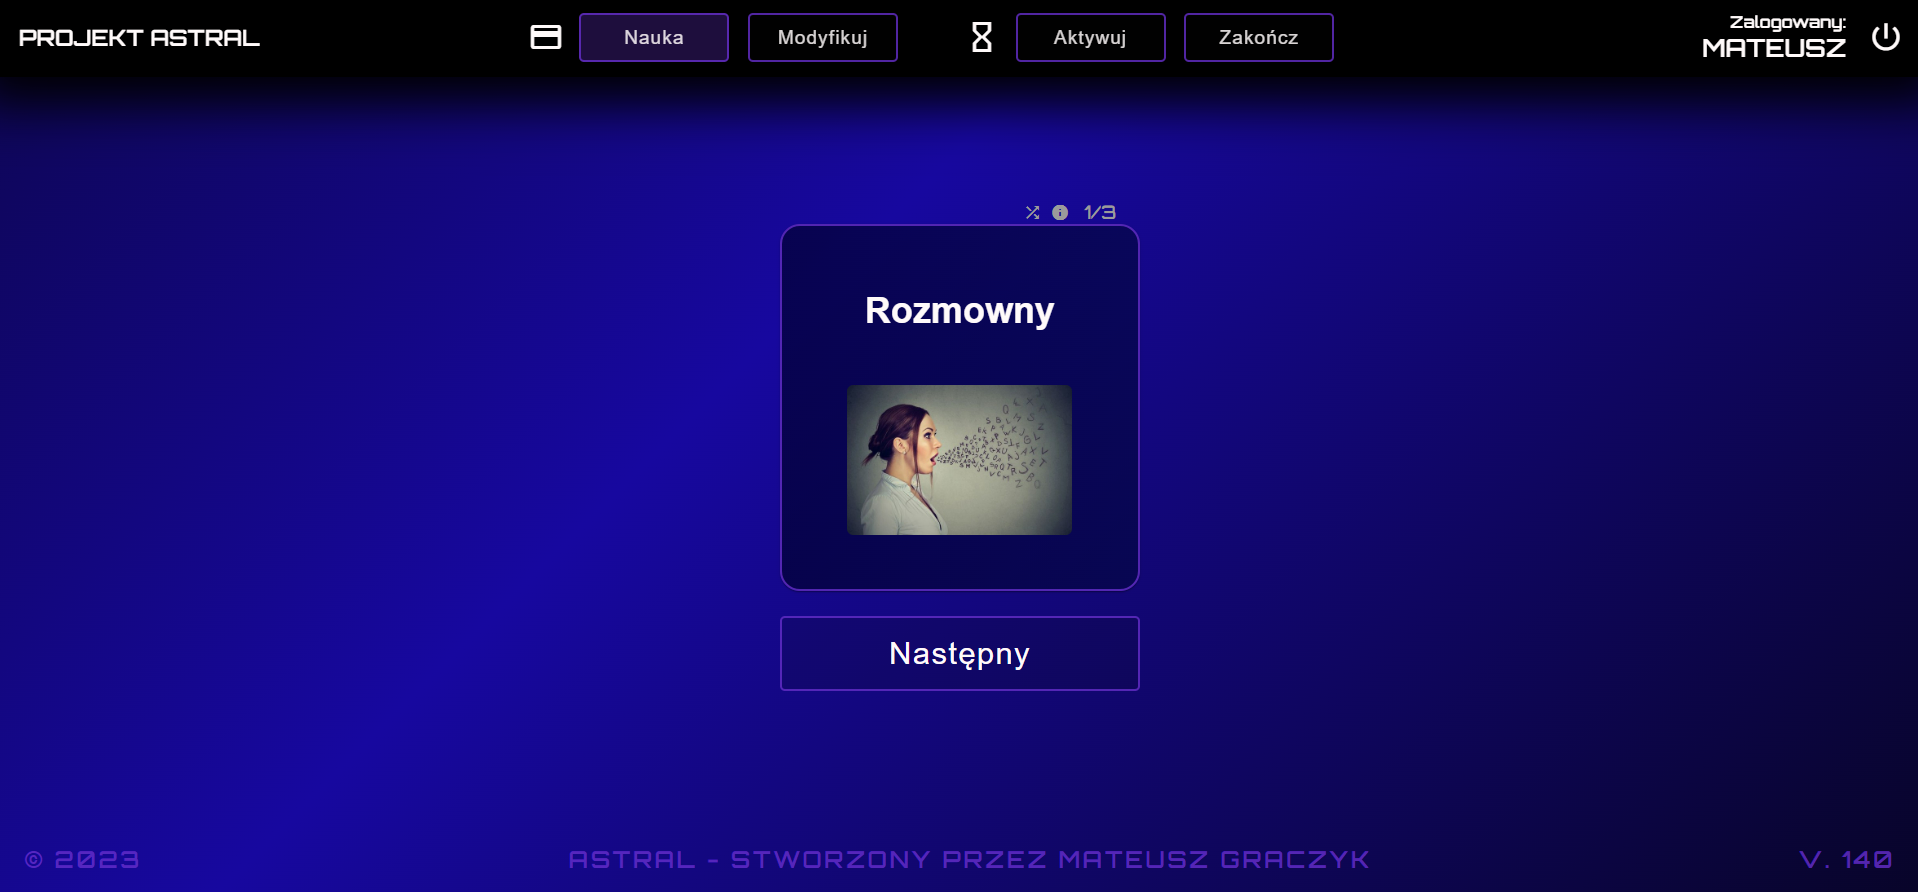 PROJEKT ASTRAL
Nauka
Modyfikuj
Aktywuj
Zakończ
Zalogowany:
MATEUSZ
1/3
Rozmowny
Następny
© 2023
ASTRAL - STWORZONY PRZEZ MATEUSZ GRACZYK
V. 140